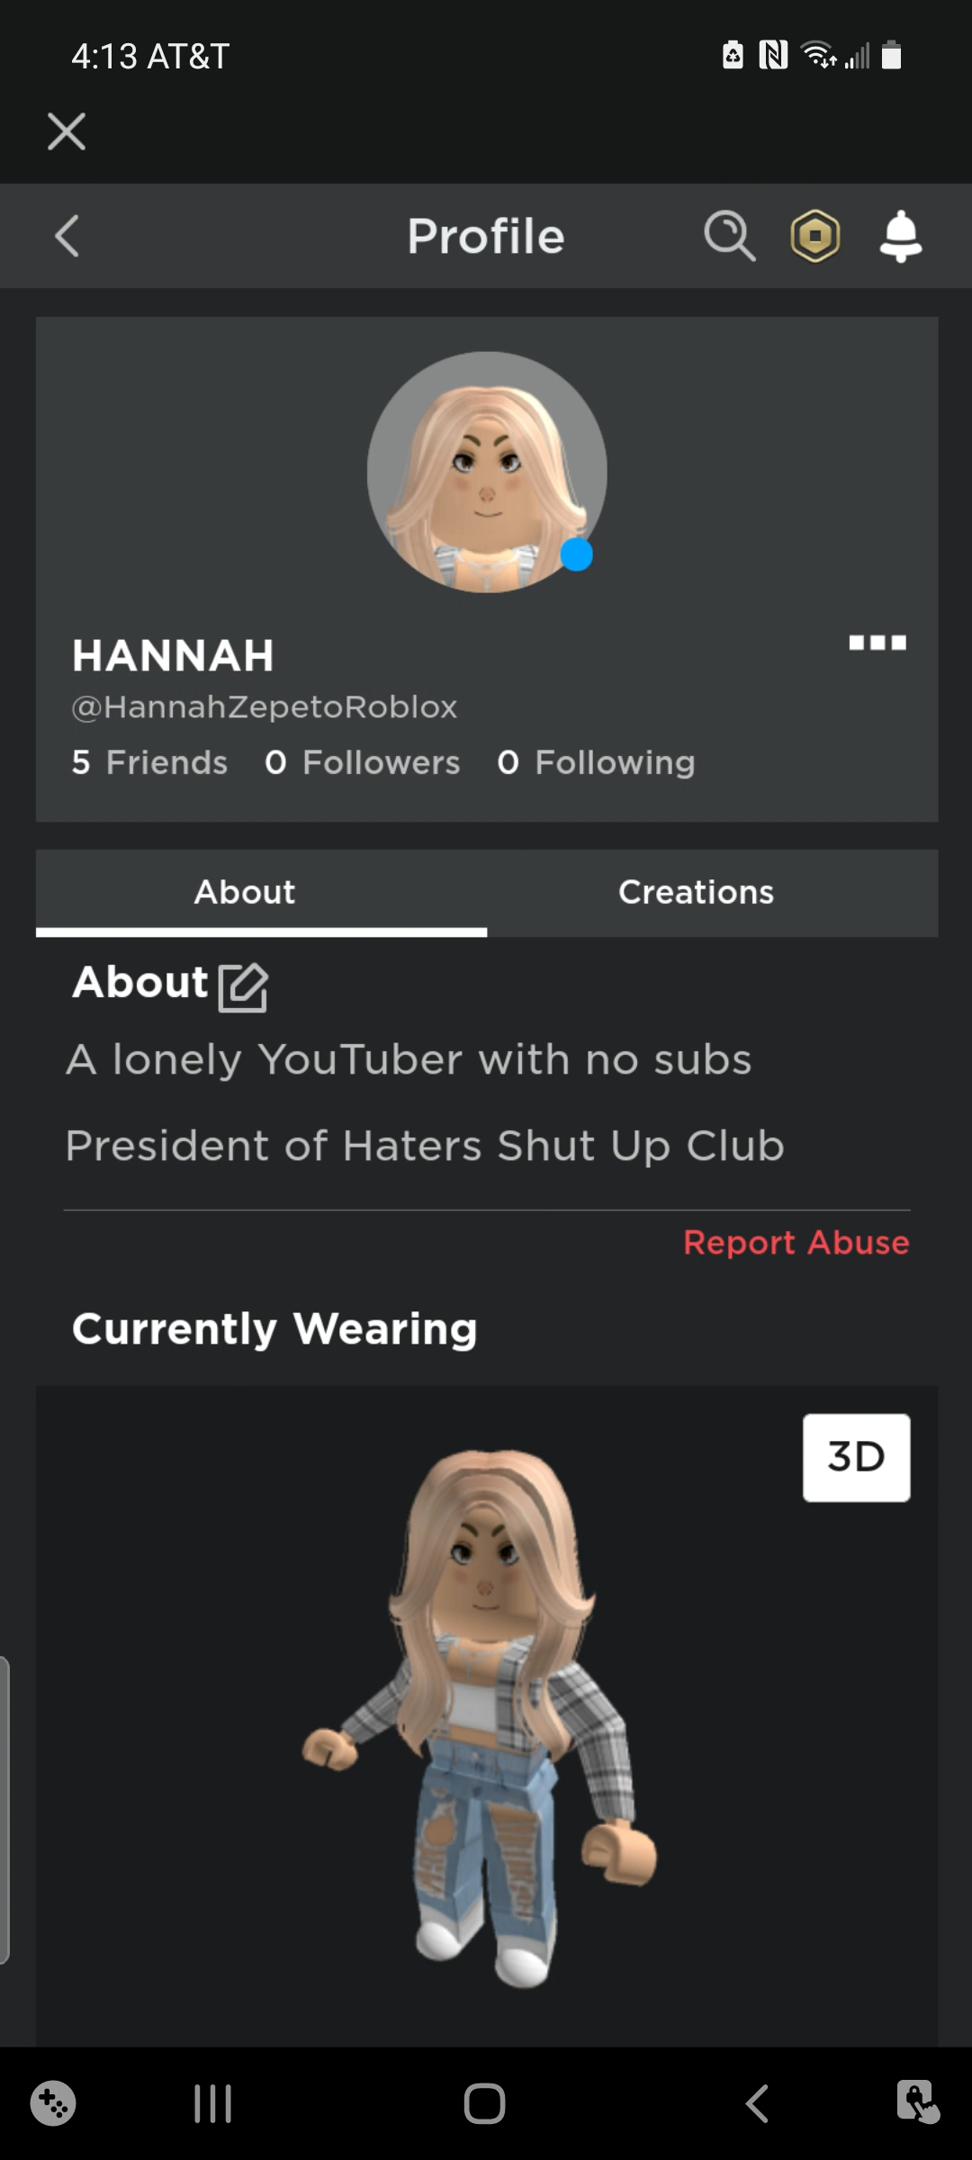 4:13 AT&T
Profile
HANNAH
@HannahZepetoRoblox
5 Friends 0 Followers 0 Following
About Creations
About
A lonely YouTuber with no subs
President of Haters Shut Up Club
Report Abuse
Currently Wearing
3D